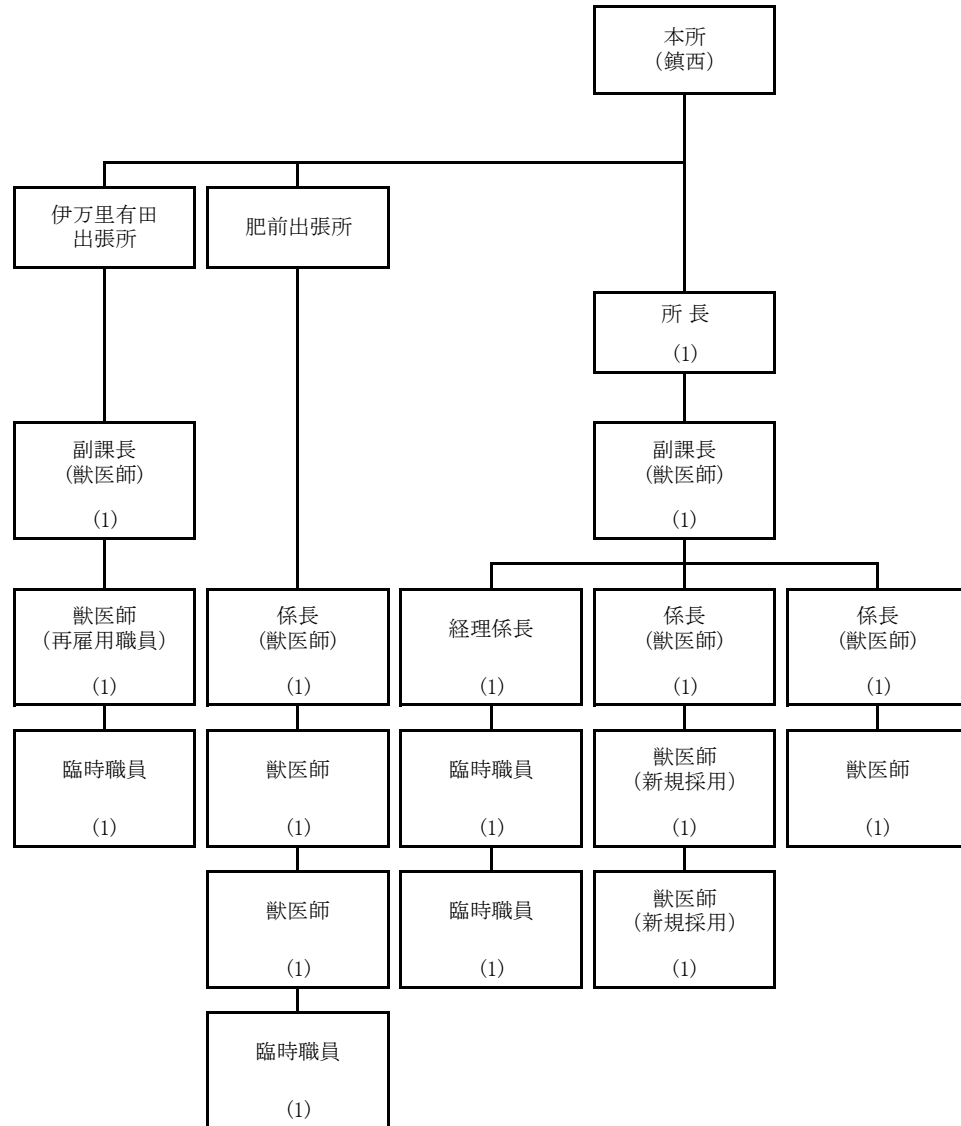 本所
（鎮西）
伊万里有田
出張所
肥前出張所
所 長
（1）
副課長
（獣医師）
（1）
副課長
（獣医師）
（1）
獣医師
（再雇用職員）
（1）
係長
（獣医師）
（1）
経理係長
（1）
係長
（獣医師）
（1）
係長
（獣医師）
（1）
臨時職員
（1）
獣医師
（1）
臨時職員
（1）
獣医師
（新規採用）
（1）
獣医師
（1）
獣医師
（1）
臨時職員
（1）
獣医師
（新規採用）
（1）
臨時職員
（1）